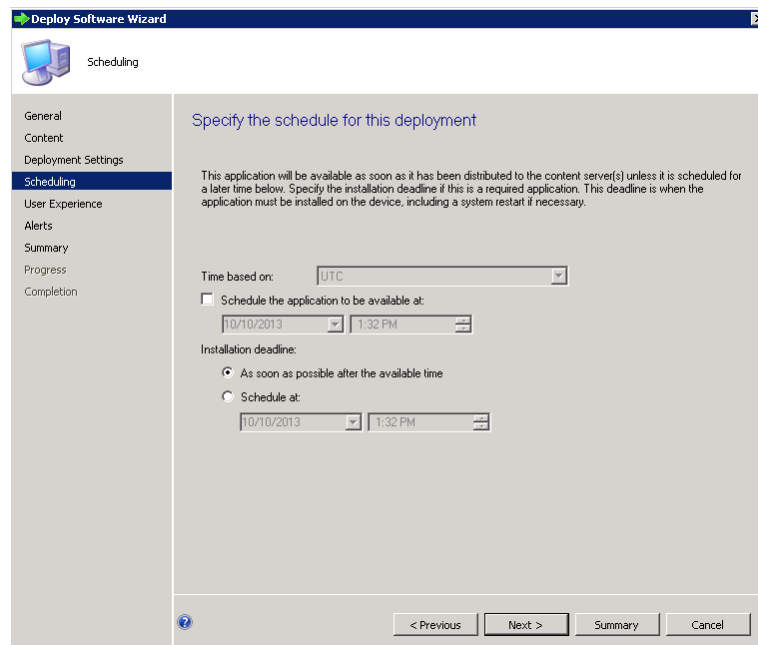 Deploy Software Wizard
Scheduling
General
Content
Deployment Settings
Scheduling
User Experience
Alerts
Summary
Progress
Completion
Specify the schedule for this deployment
This application will be available as soon as it has been distributed to the content server(s) unless it is scheduled for
a later time below. Specify the installation deadline if this is a required application. This deadline is when the
application must be installed on the device, including a system restart if necessary.
Time based on: UTC
Schedule the application to be available at:
10/10/2013 1:32 PM
Installation deadline:
As soon as possible after the available time
Schedule at:
10/10/2013 1:32 PM
< Previous Next > Summary Cancel